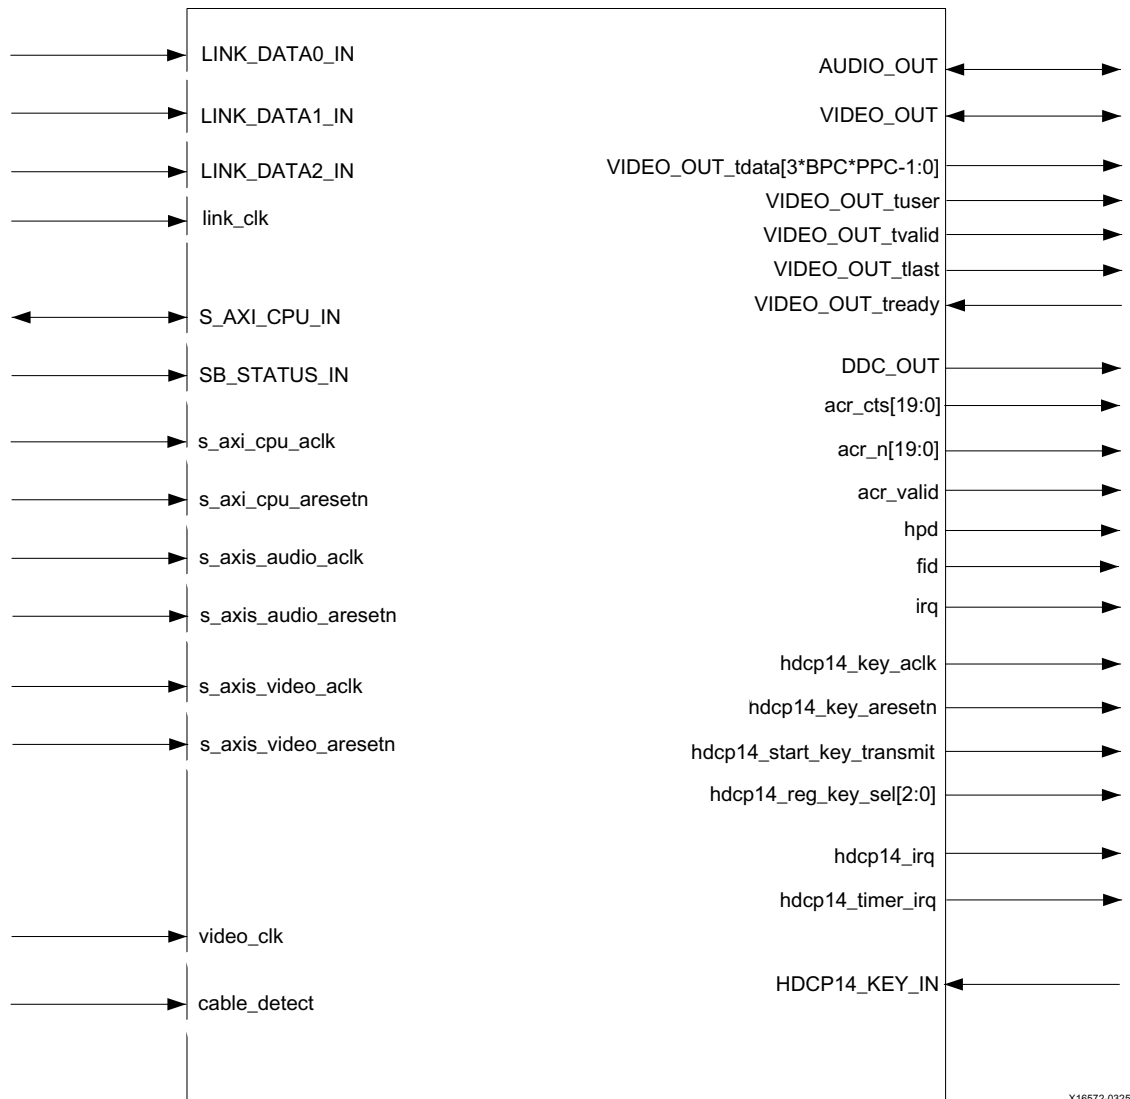 LINK_DATA0_IN
LINK_DATA1_IN
LINK_DATA2_IN
link_clk
S_AXI_CPU_IN
SB_STATUS_IN
s_axi_cpu_aclk
s_axi_cpu_aresetn
s_axis_audio_aclk
s_axis_audio_aresetn
s_axis_video_aclk
s_axis_video_aresetn
video_clk
cable_detect
AUDIO_OUT
VIDEO_OUT
VIDEO_OUT_tdata[3*BPC*PPC-1:0]
VIDEO_OUT_tuser
VIDEO_OUT_tvalid
VIDEO_OUT_tlast
VIDEO_OUT_tready
DDC_OUT
acr_cts[19:0]
acr_n[19:0]
acr_valid
hpd
fid
irq
hdcp14_key_aclk
hdcp14_key_aresetn
hdcp14_start_key_transmit
hdcp14_reg_key_sel[2:0]
hdcp14_irq
hdcp14_timer_irq
HDCP14_KEY_IN